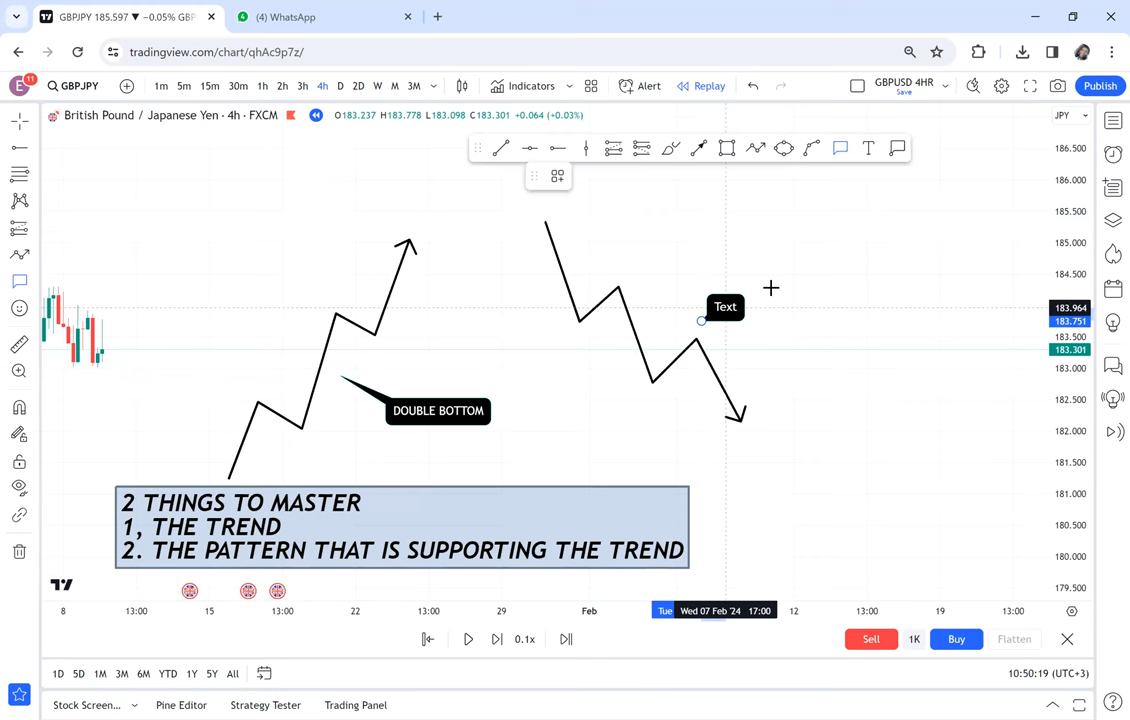 GBPJPY 185.597 ▼ −0.05% GBP
(4) WhatsApp
tradingview.com/chart/qhAc9p7z/
E 11
GBPJPY
1m 5m 15m 30m 1h 2h 3h 4h D 2D W M 3M
Indicators
Alert
Replay
GBPUSD 4HR
Save
Publish
British Pound / Japanese Yen · 4h · FXCM
O183.237 H183.778 L183.098 C183.301 +0.064 (+0.03%)
JPY
186.500
186.000
185.500
185.000
184.500
183.964
183.751
183.500
183.301
182.500
182.000
181.500
181.000
180.500
180.000
179.500
Text
DOUBLE BOTTOM
2 THINGS TO MASTER
1, THE TREND
2. THE PATTERN THAT IS SUPPORTING THE TREND
8 13:00 15 13:00 22 13:00 29 Feb Tue Wed 07 Feb '24 17:00 12 13:00 19 13:00
0.1x
Sell 1K Buy Flatten
1D 5D 1M 3M 6M YTD 1Y 5Y All
10:50:19 (UTC+3)
Stock Screen... Pine Editor Strategy Tester Trading Panel